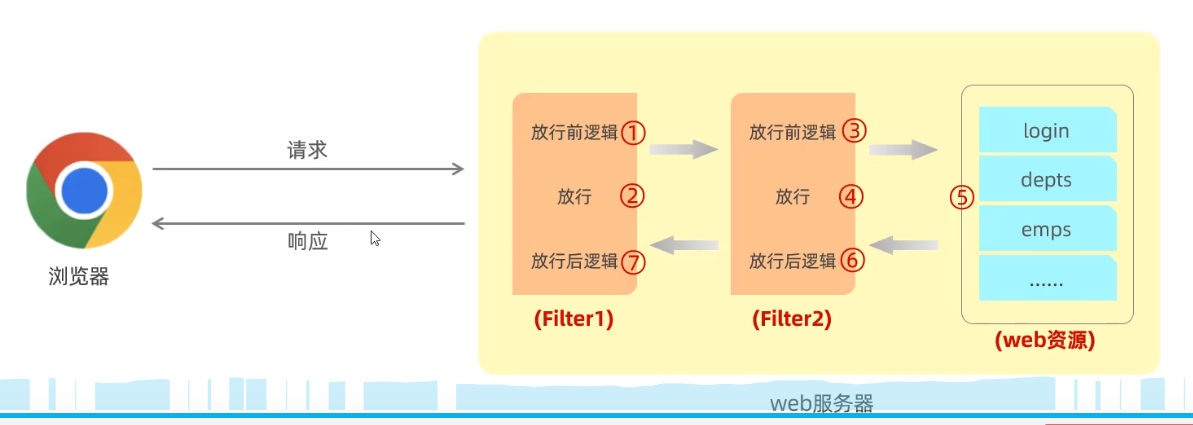 浏览器
请求
响应
放行前逻辑①
放行②
放行后逻辑⑦
(Filter1)
放行前逻辑③
放行④
放行后逻辑⑥
(Filter2)
⑤
login
depts
emps
......
(web资源)
web服务器